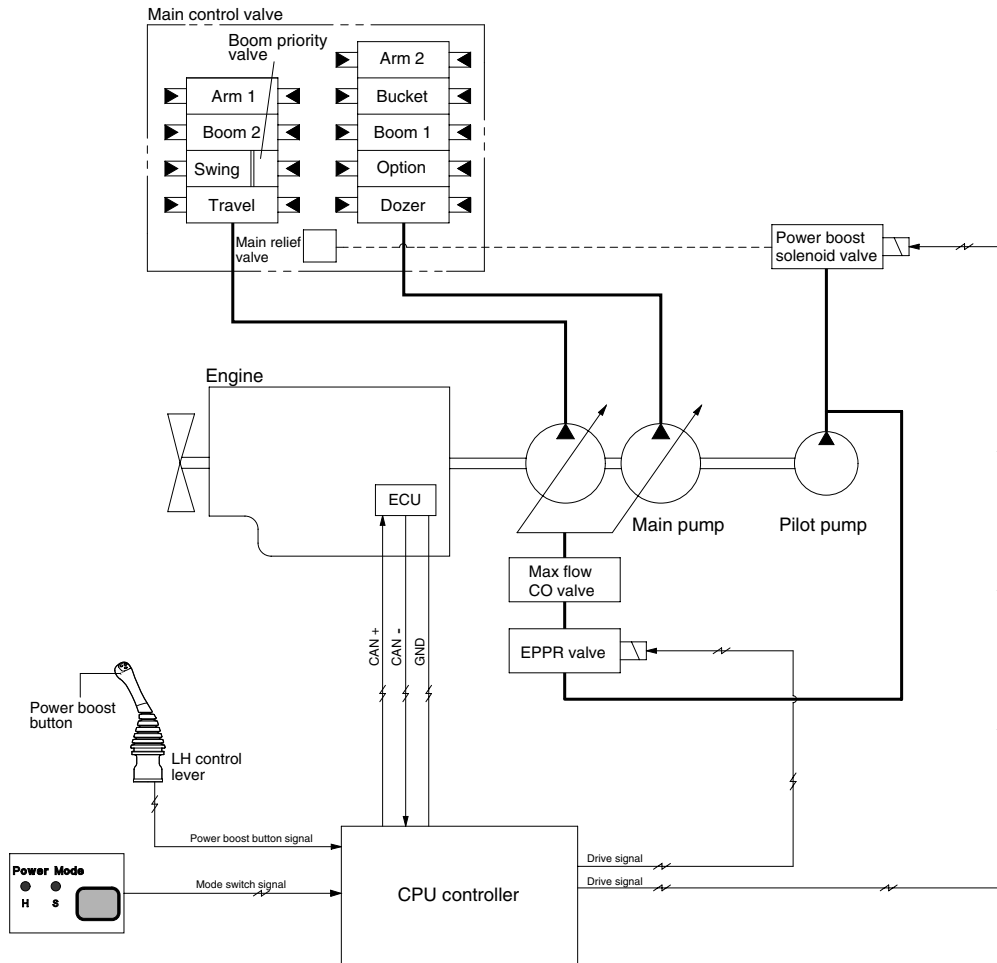 Main control valve
Boom priority
valve
Arm 1
Boom 2
Swing
Travel
Arm 2
Bucket
Boom 1
Option
Dozer
Main relief
valve
Power boost
solenoid valve
Engine
ECU
Main pump
Pilot pump
Max flow
CO valve
EPPR valve
CAN +
CAN -
GND
Power boost
button
LH control
lever
Power boost button signal
Power Mode
H S
Mode switch signal
CPU controller
Drive signal
Drive signal